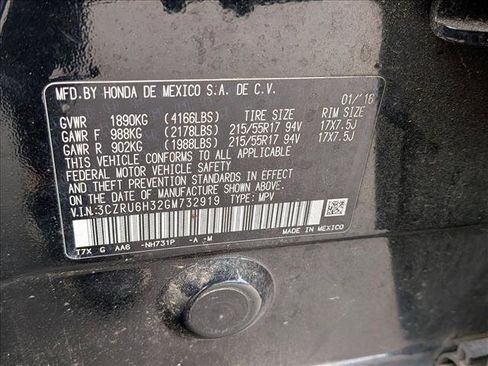 MFD.BY HONDA DE MEXICO S.A. DE C.V.
01/'16
GVWR 1890KG (4166LBS) TIRE SIZE RIM SIZE
GAWR F 988KG (2178LBS) 215/55R17 94V 17X7.5J
GAWR R 902KG (1988LBS) 215/55R17 94V 17X7.5J
THIS VEHICLE CONFORMS TO ALL APPLICABLE
FEDERAL MOTOR VEHICLE SAFETY AND THEFT PREVENTION STANDARDS IN EFFECT
ON THE DATE OF MANUFACTURE SHOWN ABOVE.
V.I.N:3CZRU6H32GM732919 TYPE: MPV
T7X G AA6 -NH731P -A -M
MADE IN MEXICO